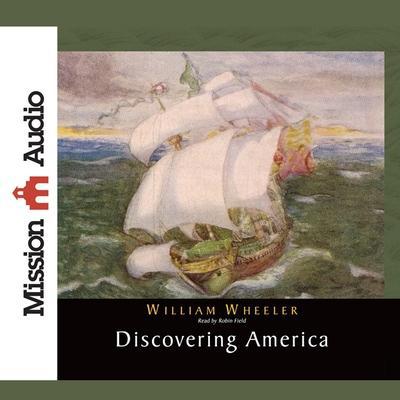 Mission Audio
WILLIAM WHEELER
Read by Robin Field
Discovering America